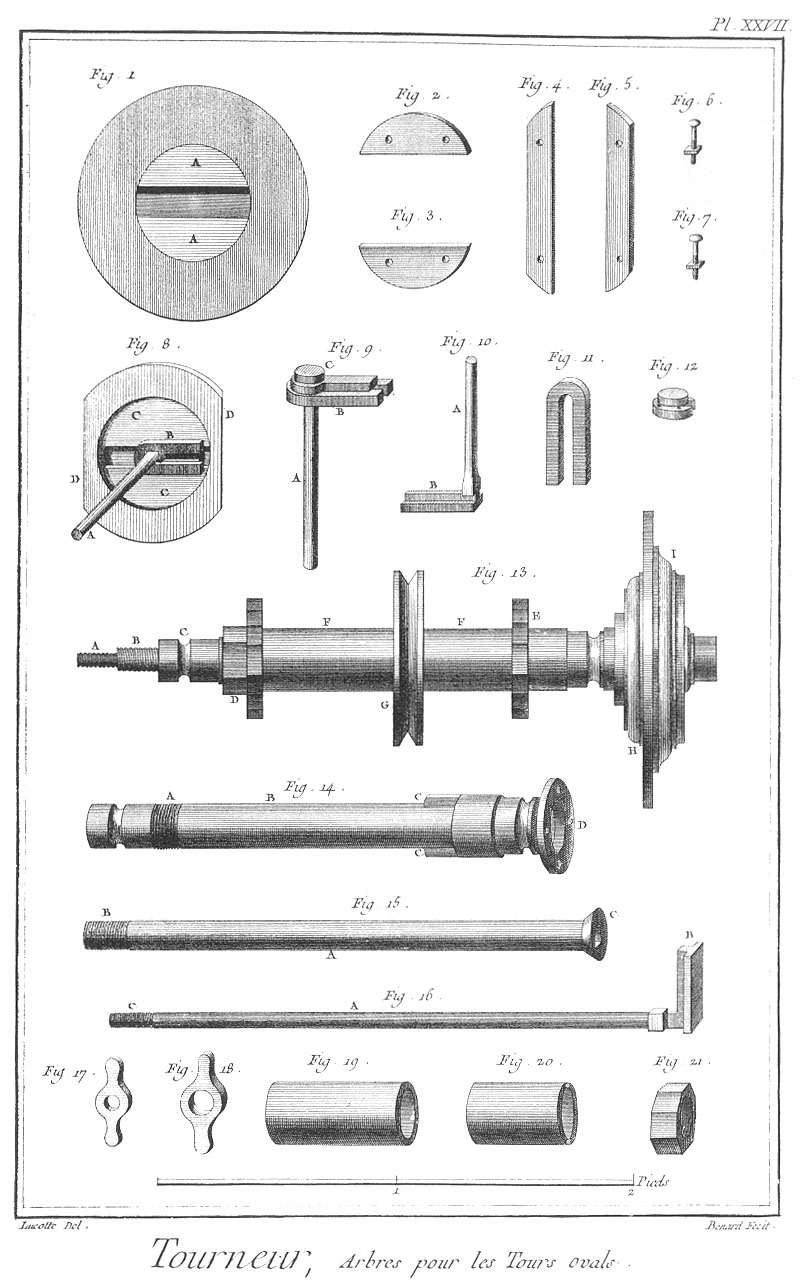 Pl. XXVII.
Fig. 1
Fig. 2.
Fig. 3.
Fig. 4.
Fig. 5.
Fig. 6.
Fig. 7.
A
A
Fig. 8.
Fig. 9.
Fig. 10.
Fig. 11.
Fig. 12
C
B
D
D
C
A
C
B
A
A
B
Fig. 13.
A
B
C
D
F
G
F
E
H
I
Fig. 14.
A
B
C
C
D
Fig. 15.
B
A
C
Fig. 16.
C
A
B
Fig 17.
Fig. 18.
Fig. 19.
Fig. 20.
Fig. 21.
1
2
Pieds
Lucotte Del.
Benard Fecit.
Tourneur, Arbres pour les Tours ovals.